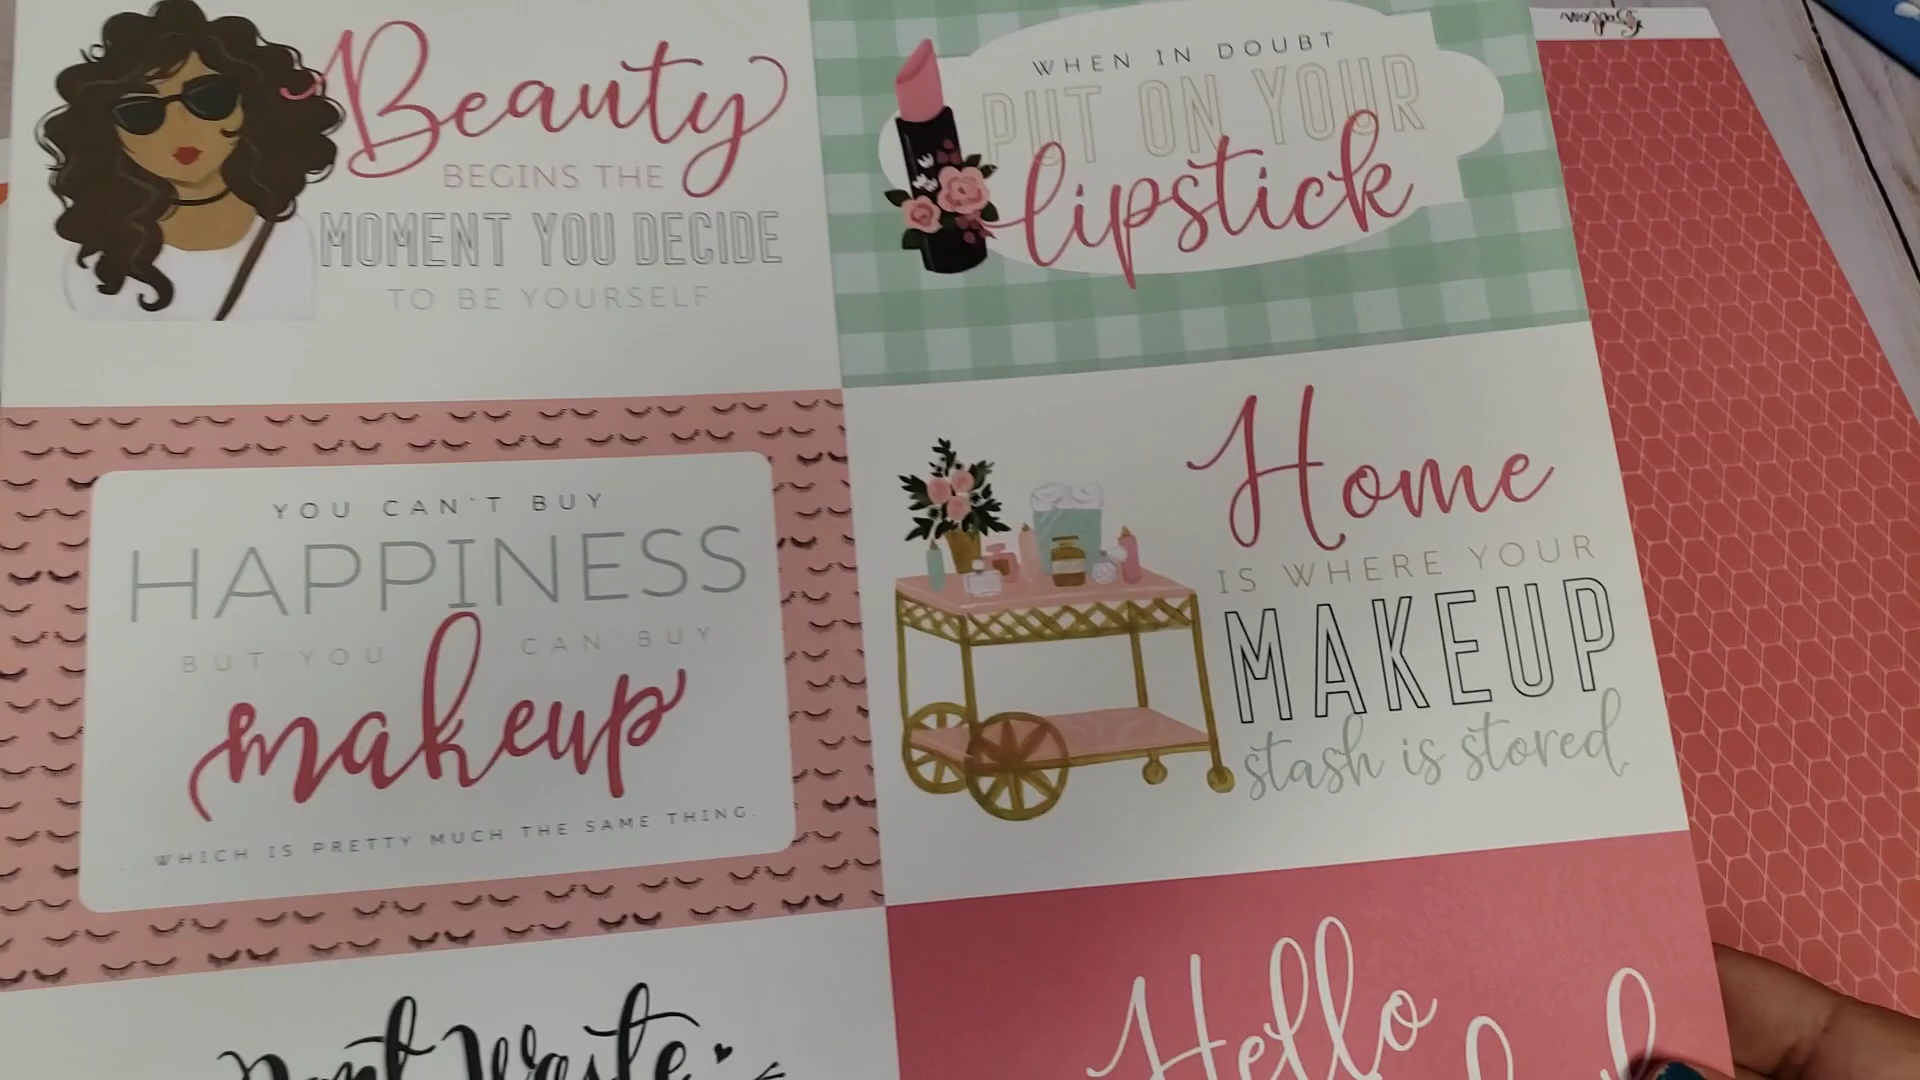 Beauty
BEGINS THE
MOMENT YOU DECIDE
TO BE YOURSELF
WHEN IN DOUBT
PUT ON YOUR
lipstick
YOU CAN'T BUY
HAPPINESS
BUT YOU CAN BUY
makeup
...WHICH IS PRETTY MUCH THE SAME THING.
Home
IS WHERE YOUR
MAKEUP
stash is stored
Don't Waste
Hello